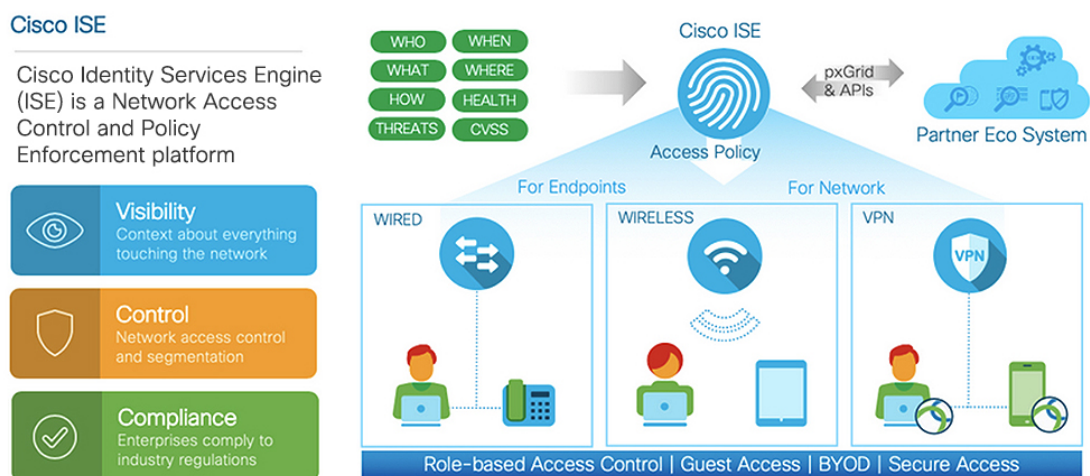 Cisco ISE
Cisco Identity Services Engine
(ISE) is a Network Access
Control and Policy
Enforcement platform
Visibility
Context about everything
touching the network
Control
Network access control
and segmentation
Compliance
Enterprises comply to
industry regulations
WHO
WHEN
WHAT
WHERE
HOW
HEALTH
THREATS
CVSS
Cisco ISE
Access Policy
pxGrid
& APIs
Partner Eco System
For Endpoints
For Network
WIRED
WIRELESS
VPN
VPN
Role-based Access Control | Guest Access | BYOD | Secure Access